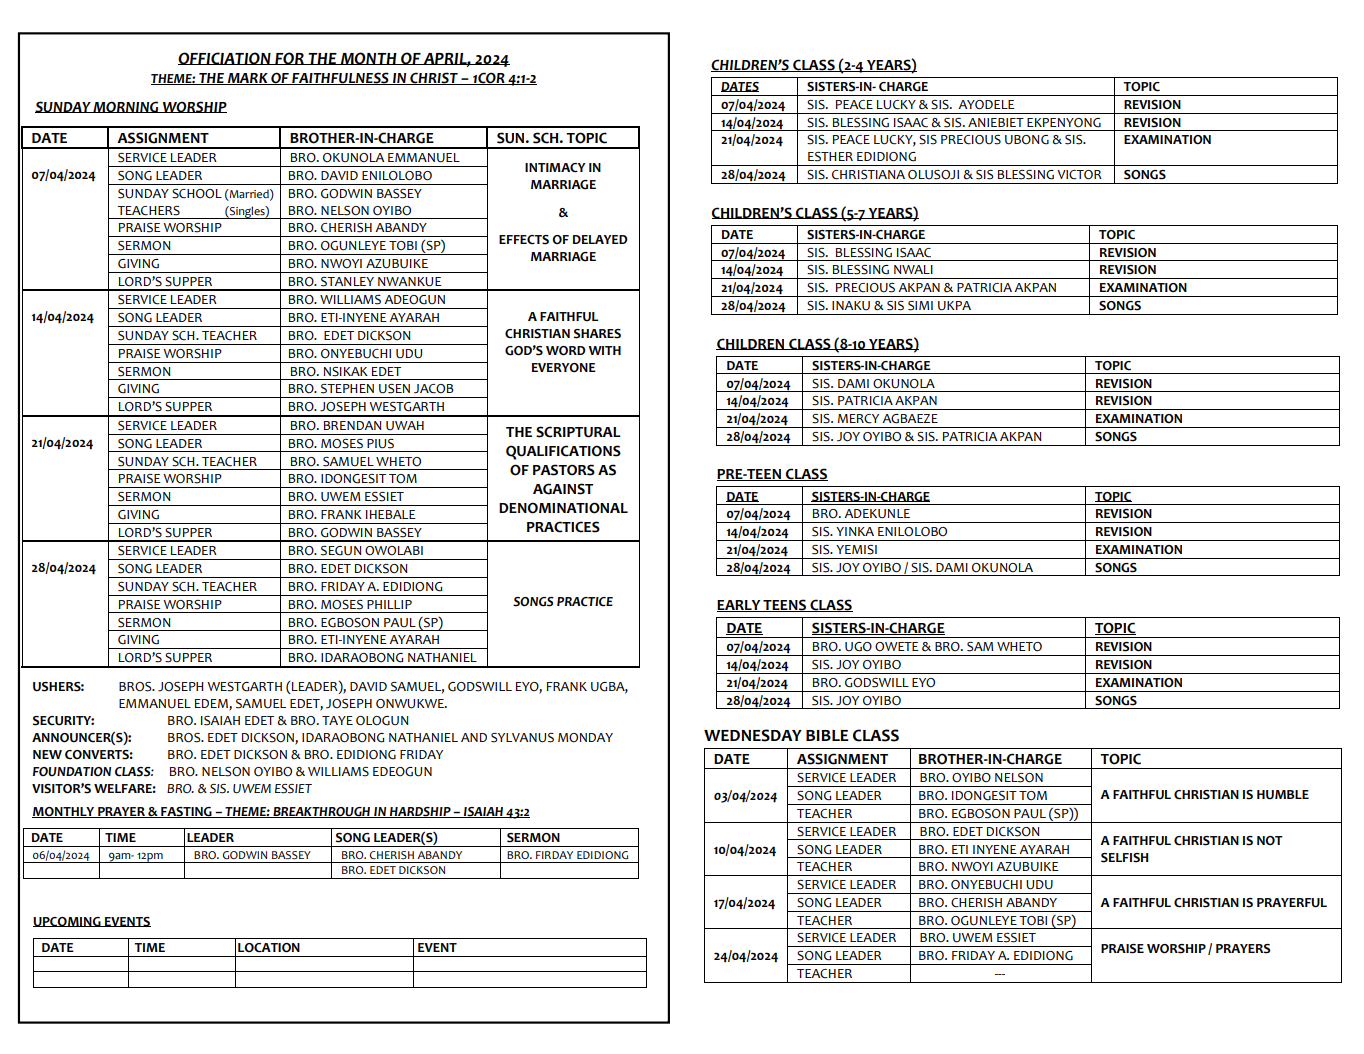 OFFICIATION FOR THE MONTH OF APRIL, 2024
THEME: THE MARK OF FAITHFULNESS IN CHRIST – 1COR 4:1-2
SUNDAY MORNING WORSHIP
DATE ASSIGNMENT BROTHER-IN-CHARGE SUN. SCH. TOPIC
07/04/2024
SERVICE LEADER BRO. OKUNOLA EMMANUEL
SONG LEADER BRO. DAVID ENILOLOBO
SUNDAY SCHOOL (Married) BRO. GODWIN BASSEY
TEACHERS (Singles) BRO. NELSON OYIBO
PRAISE WORSHIP BRO. CHERISH ABANDY
SERMON BRO. OGUNLEYE TOBI (SP)
GIVING BRO. NWOYI AZUBUIKE
LORD'S SUPPER BRO. STANLEY NWANKUE
INTIMACY IN
MARRIAGE
&
EFFECTS OF DELAYED
MARRIAGE
14/04/2024
SERVICE LEADER BRO. WILLIAMS ADEOGUN
SONG LEADER BRO. ETI-INYENE AYARAH
SUNDAY SCH. TEACHER BRO. EDET DICKSON
PRAISE WORSHIP BRO. ONYEBUCHI UDU
SERMON BRO. NSIKAK EDET
GIVING BRO. STEPHEN USEN JACOB
LORD'S SUPPER BRO. JOSEPH WESTGARTH
A FAITHFUL
CHRISTIAN SHARES
GOD'S WORD WITH
EVERYONE
21/04/2024
SERVICE LEADER BRO. BRENDAN UWAH
SONG LEADER BRO. MOSES PIUS
SUNDAY SCH. TEACHER BRO. SAMUEL WHETO
PRAISE WORSHIP BRO. IDONGESIT TOM
SERMON BRO. UWEM ESSIET
GIVING BRO. FRANK IHEBALE
LORD'S SUPPER BRO. GODWIN BASSEY
THE SCRIPTURAL
QUALIFICATIONS
OF PASTORS AS
AGAINST
DENOMINATIONAL
PRACTICES
28/04/2024
SERVICE LEADER BRO. SEGUN OWOLABI
SONG LEADER BRO. EDET DICKSON
SUNDAY SCH. TEACHER BRO. FRIDAY A. EDIDIONG
PRAISE WORSHIP BRO. MOSES PHILLIP
SERMON BRO. EGBOSON PAUL (SP)
GIVING BRO. ETI-INYENE AYARAH
LORD'S SUPPER BRO. IDARAOBONG NATHANIEL
SONGS PRACTICE
USHERS: BROS. JOSEPH WESTGARTH (LEADER), DAVID SAMUEL, GODSWILL EYO, FRANK UGBA,
EMMANUEL EDEM, SAMUEL EDET, JOSEPH ONWUKWE.
SECURITY: BRO. ISAIAH EDET & BRO. TAYE OLOGUN
ANNOUNCER(S): BROS. EDET DICKSON, IDARAOBONG NATHANIEL AND SYLVANUS MONDAY
NEW CONVERTS: BRO. EDET DICKSON & BRO. EDIDIONG FRIDAY
FOUNDATION CLASS: BRO. NELSON OYIBO & WILLIAMS EDEOGUN
VISITOR'S WELFARE: BRO. & SIS. UWEM ESSIET
MONTHLY PRAYER & FASTING – THEME: BREAKTHROUGH IN HARDSHIP – ISAIAH 43:2
DATE TIME LEADER SONG LEADER(S) SERMON
06/04/2024 9am- 12pm BRO. GODWIN BASSEY BRO. CHERISH ABANDY BRO. FIRDAY EDIDIONG
BRO. EDET DICKSON
UPCOMING EVENTS
DATE TIME LOCATION EVENT
CHILDREN'S CLASS (2-4 YEARS)
DATES SISTERS-IN- CHARGE TOPIC
07/04/2024 SIS. PEACE LUCKY & SIS. AYODELE REVISION
14/04/2024 SIS. BLESSING ISAAC & SIS. ANIEBIET EKPENYONG REVISION
21/04/2024 SIS. PEACE LUCKY, SIS PRECIOUS UBONG & SIS. EXAMINATION
ESTHER EDIDIONG
28/04/2024 SIS. CHRISTIANA OLUSOJI & SIS BLESSING VICTOR SONGS
CHILDREN'S CLASS (5-7 YEARS)
DATE SISTERS-IN-CHARGE TOPIC
07/04/2024 SIS. BLESSING ISAAC REVISION
14/04/2024 SIS. BLESSING NWALI REVISION
21/04/2024 SIS. PRECIOUS AKPAN & PATRICIA AKPAN EXAMINATION
28/04/2024 SIS. INAKU & SIS SIMI UKPA SONGS
CHILDREN CLASS (8-10 YEARS)
DATE SISTERS-IN-CHARGE TOPIC
07/04/2024 SIS. DAMI OKUNOLA REVISION
14/04/2024 SIS. PATRICIA AKPAN REVISION
21/04/2024 SIS. MERCY AGBAEZE EXAMINATION
28/04/2024 SIS. JOY OYIBO & SIS. PATRICIA AKPAN SONGS
PRE-TEEN CLASS
DATE SISTERS-IN-CHARGE TOPIC
07/04/2024 BRO. ADEKUNLE REVISION
14/04/2024 SIS. YINKA ENILOLOBO REVISION
21/04/2024 SIS. YEMISI EXAMINATION
28/04/2024 SIS. JOY OYIBO / SIS. DAMI OKUNOLA SONGS
EARLY TEENS CLASS
DATE SISTERS-IN-CHARGE TOPIC
07/04/2024 BRO. UGO OWETE & BRO. SAM WHETO REVISION
14/04/2024 SIS. JOY OYIBO REVISION
21/04/2024 BRO. GODSWILL EYO EXAMINATION
28/04/2024 SIS. JOY OYIBO SONGS
WEDNESDAY BIBLE CLASS
DATE ASSIGNMENT BROTHER-IN-CHARGE TOPIC
03/04/2024
SERVICE LEADER BRO. OYIBO NELSON
SONG LEADER BRO. IDONGESIT TOM
TEACHER BRO. EGBOSON PAUL (SP))
A FAITHFUL CHRISTIAN IS HUMBLE
10/04/2024
SERVICE LEADER BRO. EDET DICKSON
SONG LEADER BRO. ETI INYENE AYARAH
TEACHER BRO. NWOYI AZUBUIKE
A FAITHFUL CHRISTIAN IS NOT
SELFISH
17/04/2024
SERVICE LEADER BRO. ONYEBUCHI UDU
SONG LEADER BRO. CHERISH ABANDY
TEACHER BRO. OGUNLEYE TOBI (SP)
A FAITHFUL CHRISTIAN IS PRAYERFUL
24/04/2024
SERVICE LEADER BRO. UWEM ESSIET
SONG LEADER BRO. FRIDAY A. EDIDIONG
TEACHER ---
PRAISE WORSHIP / PRAYERS